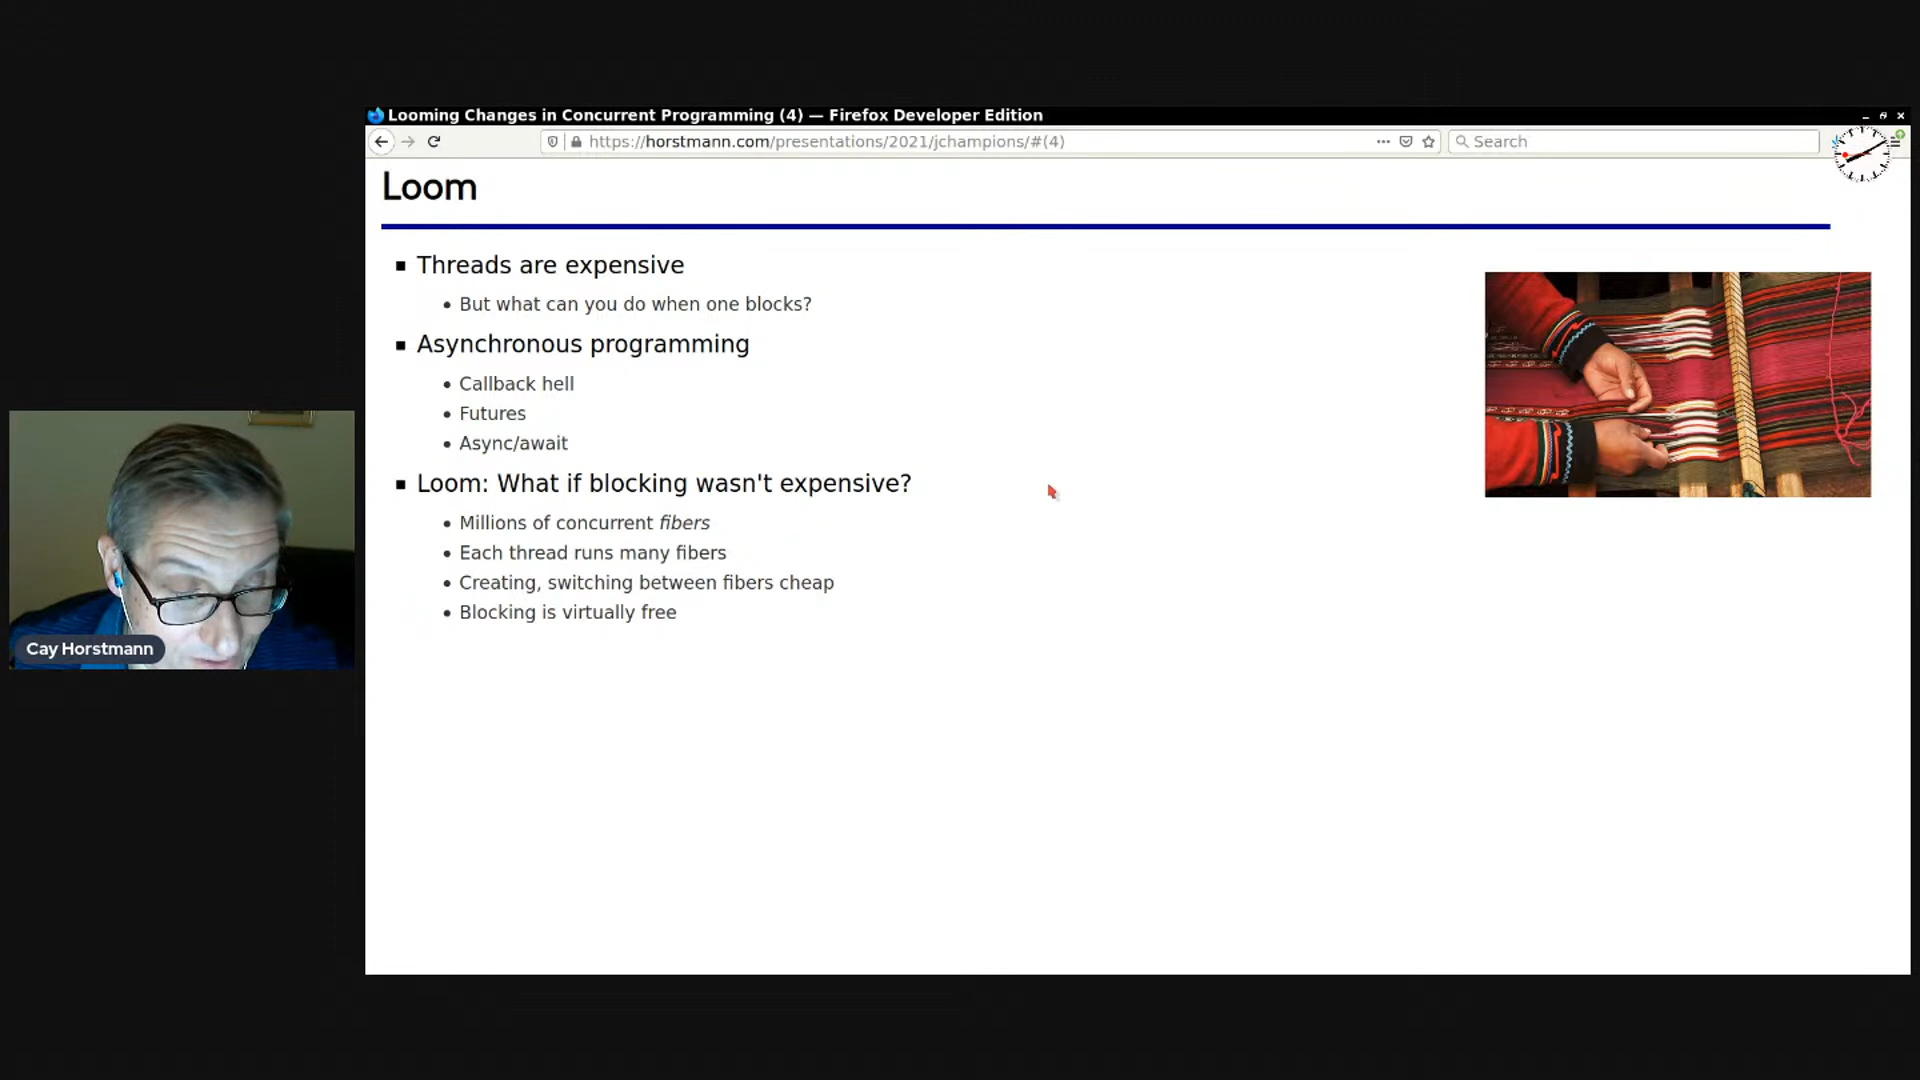 Looming Changes in Concurrent Programming (4) — Firefox Developer Edition
https://horstmann.com/presentations/2021/jchampions/#(4)
Search
Loom
Threads are expensive
But what can you do when one blocks?
Asynchronous programming
Callback hell
Futures
Async/await
Loom: What if blocking wasn't expensive?
Millions of concurrent fibers
Each thread runs many fibers
Creating, switching between fibers cheap
Blocking is virtually free
Cay Horstmann